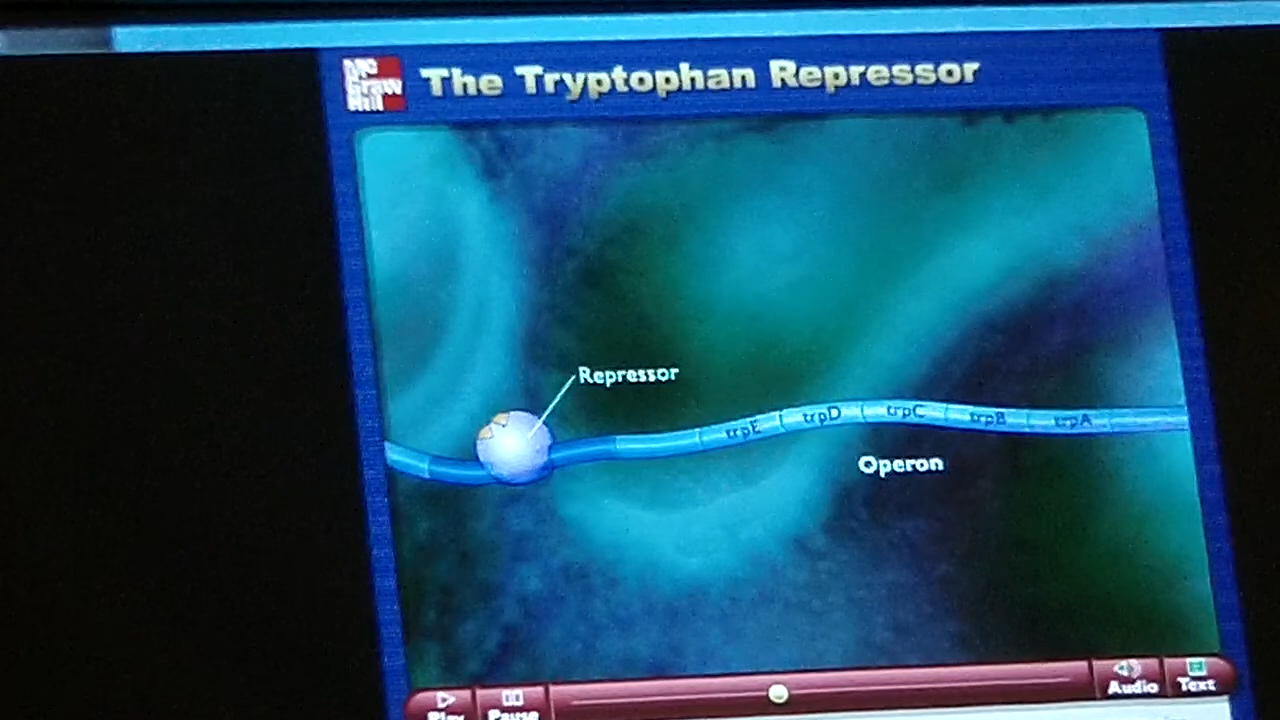 Mc
Graw
Hill
The Tryptophan Repressor
Repressor
trpE
trpD
trpC
trpB
trpA
Operon
Play
Pause
Audio
Text